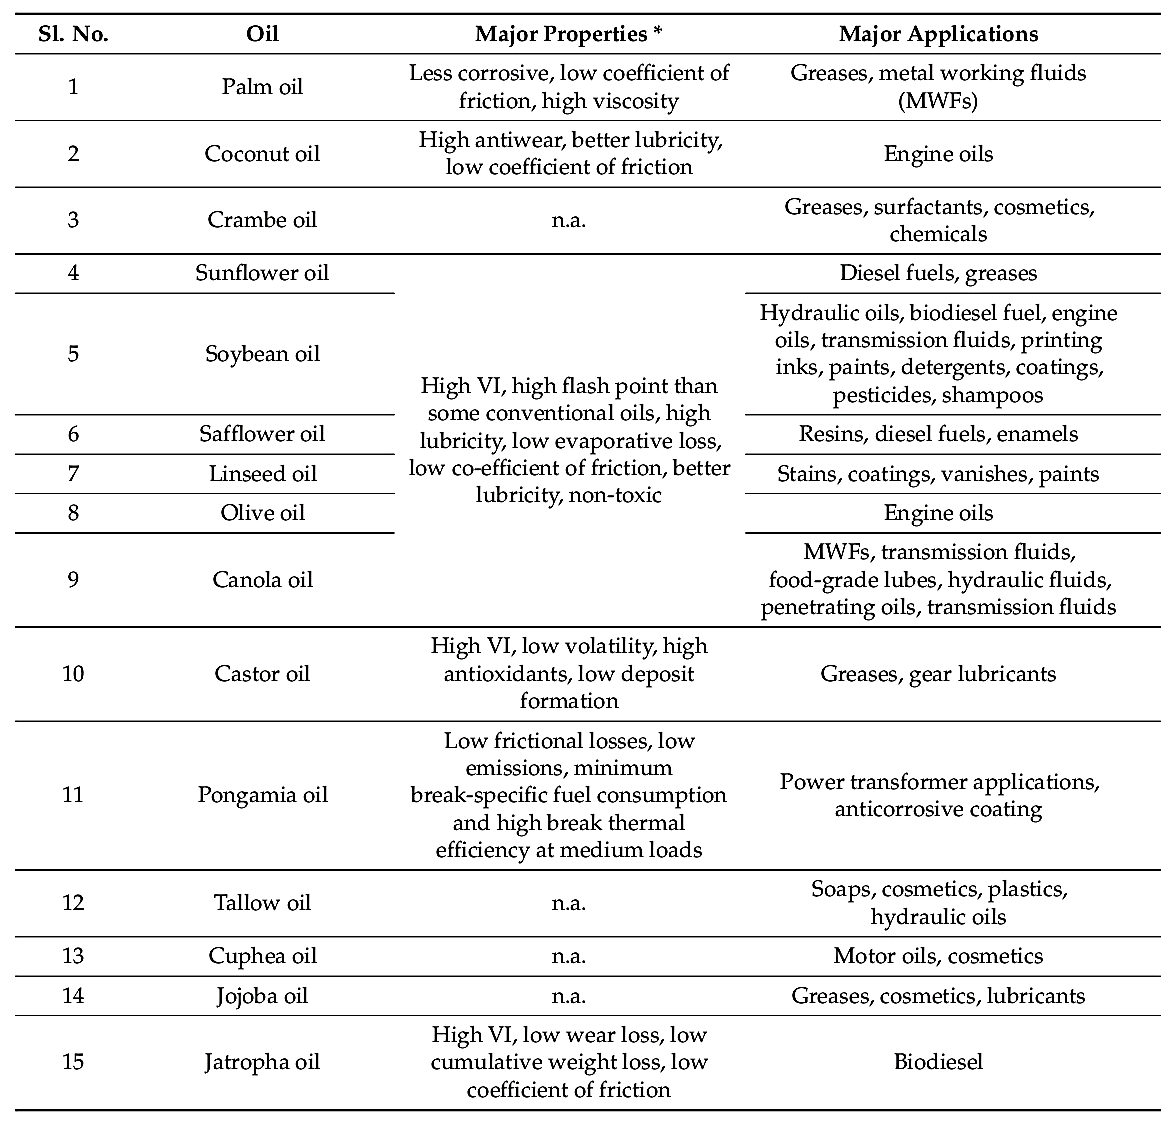 Sl. No. Oil Major Properties * Major Applications
1 Palm oil Less corrosive, low coefficient of friction, high viscosity Greases, metal working fluids (MWFs)
2 Coconut oil High antiwear, better lubricity, low coefficient of friction Engine oils
3 Crambe oil n.a. Greases, surfactants, cosmetics, chemicals
4 Sunflower oil Diesel fuels, greases
5 Soybean oil Hydraulic oils, biodiesel fuel, engine oils, transmission fluids, printing inks, paints, detergents, coatings, pesticides, shampoos
High VI, high flash point than
some conventional oils, high
lubricity, low evaporative loss,
low co-efficient of friction, better
lubricity, non-toxic
6 Safflower oil Resins, diesel fuels, enamels
7 Linseed oil Stains, coatings, vanishes, paints
8 Olive oil Engine oils
9 Canola oil MWFs, transmission fluids, food-grade lubes, hydraulic fluids, penetrating oils, transmission fluids
10 Castor oil High VI, low volatility, high antioxidants, low deposit formation Greases, gear lubricants
11 Pongamia oil Low frictional losses, low emissions, minimum break-specific fuel consumption and high break thermal efficiency at medium loads Power transformer applications, anticorrosive coating
12 Tallow oil n.a. Soaps, cosmetics, plastics, hydraulic oils
13 Cuphea oil n.a. Motor oils, cosmetics
14 Jojoba oil n.a. Greases, cosmetics, lubricants
15 Jatropha oil High VI, low wear loss, low cumulative weight loss, low coefficient of friction Biodiesel